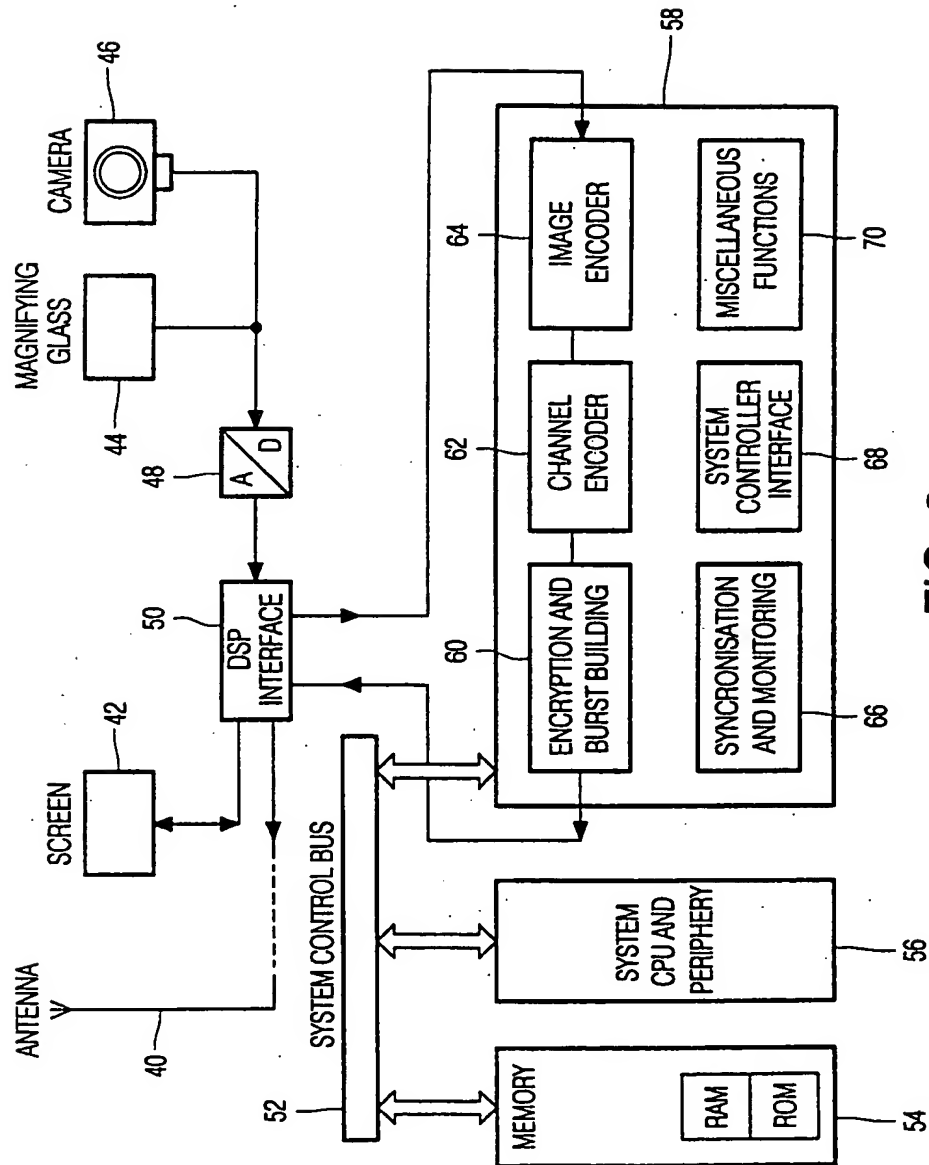 ANTENNA
40
SCREEN
42
MAGNIFYING
GLASS
44
CAMERA
46
A
D
48
DSP
INTERFACE
50
SYSTEM CONTROL BUS
52
58
MEMORY
RAM
ROM
54
SYSTEM
CPU AND
PERIPHERY
56
ENCRYPTION AND
BURST BUILDING
60
CHANNEL
ENCODER
62
IMAGE
ENCODER
64
SYNCRONISATION
AND MONITORING
66
SYSTEM
CONTROLLER
INTERFACE
68
MISCELLANEOUS
FUNCTIONS
70